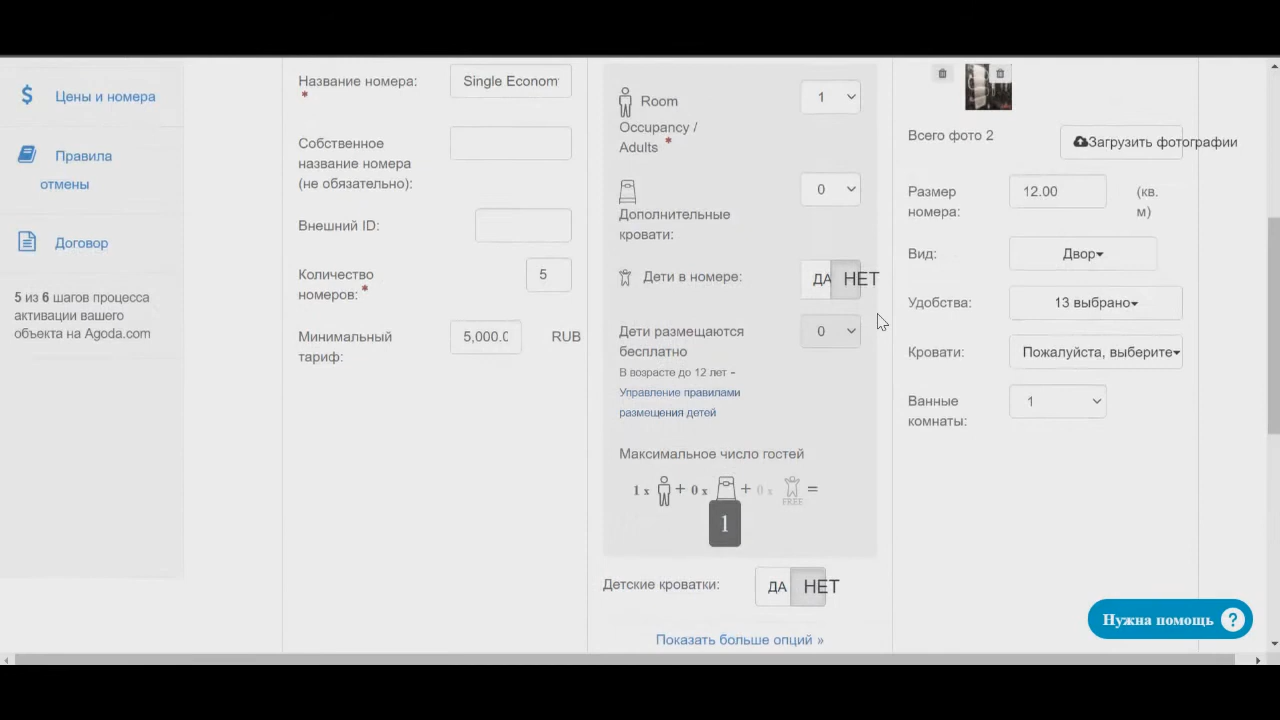 Цены и номера
Правила
отмены
Договор
5 из 6 шагов процесса
активации вашего
объекта на Agoda.com
Название номера:
*
Single Econom
Собственное
название номера
(не обязательно):
Внешний ID:
Количество
номеров: *
5
Минимальный
тариф:
5,000.0
RUB
Room
Occupancy /
Adults *
1
Дополнительные
кровати:
0
Дети в номере:
ДА
НЕТ
Дети размещаются
бесплатно
0
В возрасте до 12 лет –
Управление правилами
размещения детей
Максимальное число гостей
1 x + 0 x + 0 x =
FREE
1
Детские кроватки:
ДА
НЕТ
Показать больше опций »
Всего фото 2
Загрузить фотографии
Размер
номера:
12.00
(кв.
м)
Вид:
Двор
Удобства:
13 выбрано
Кровати:
Пожалуйста, выберите
Ванные
комнаты:
1
Нужна помощь ?